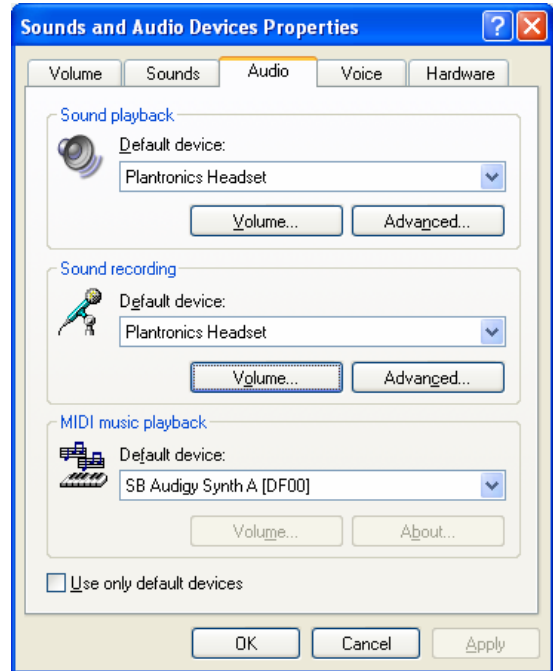 Sounds and Audio Devices Properties
Volume Sounds Audio Voice Hardware
Sound playback
Default device:
Plantronics Headset
Volume... Advanced...
Sound recording
Default device:
Plantronics Headset
Volume... Advanced...
MIDI music playback
Default device:
SB Audigy Synth A [DF00]
Volume... About...
Use only default devices
OK Cancel Apply